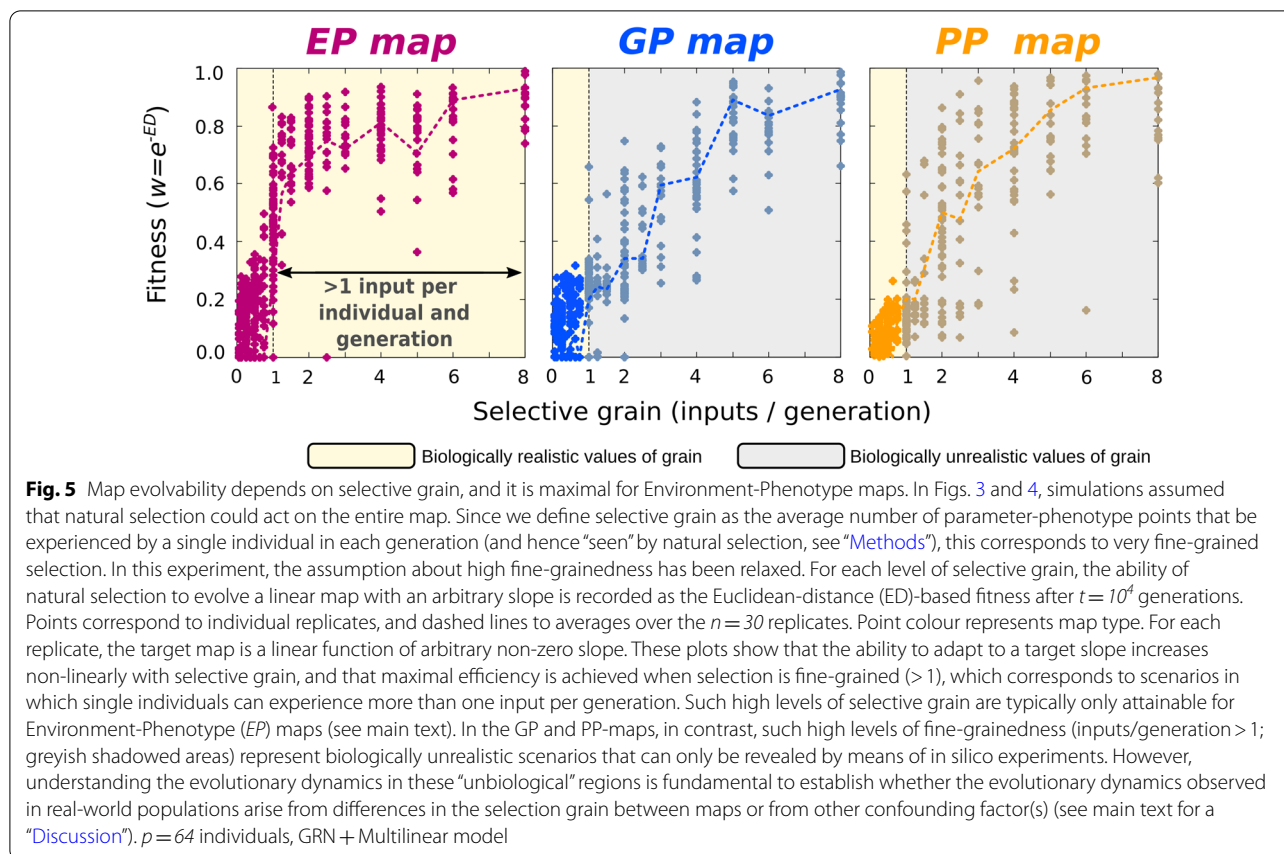 EP map GP map PP map
1.0
0.8
0.6
0.4
0.2
0.0
Fitness (w=e^-ED)
>1 input per
individual and
generation
0 1 2 4 6 8 0 1 2 4 6 8 0 1 2 4 6 8
Selective grain (inputs / generation)
Biologically realistic values of grain Biologically unrealistic values of grain
Fig. 5 Map evolvability depends on selective grain, and it is maximal for Environment-Phenotype maps. In Figs. 3 and 4, simulations assumed
that natural selection could act on the entire map. Since we define selective grain as the average number of parameter-phenotype points that be
experienced by a single individual in each generation (and hence “seen” by natural selection, see “Methods”), this corresponds to very fine-grained
selection. In this experiment, the assumption about high fine-grainedness has been relaxed. For each level of selective grain, the ability of
natural selection to evolve a linear map with an arbitrary slope is recorded as the Euclidean-distance (ED)-based fitness after t = 10^4 generations.
Points correspond to individual replicates, and dashed lines to averages over the n = 30 replicates. Point colour represents map type. For each
replicate, the target map is a linear function of arbitrary non-zero slope. These plots show that the ability to adapt to a target slope increases
non-linearly with selective grain, and that maximal efficiency is achieved when selection is fine-grained (> 1), which corresponds to scenarios in
which single individuals can experience more than one input per generation. Such high levels of selective grain are typically only attainable for
Environment-Phenotype (EP) maps (see main text). In the GP and PP-maps, in contrast, such high levels of fine-grainedness (inputs/generation > 1;
greyish shadowed areas) represent biologically unrealistic scenarios that can only be revealed by means of in silico experiments. However,
understanding the evolutionary dynamics in these “unbiological” regions is fundamental to establish whether the evolutionary dynamics observed
in real-world populations arise from differences in the selection grain between maps or from other confounding factor(s) (see main text for a
“Discussion”). p = 64 individuals, GRN + Multilinear model